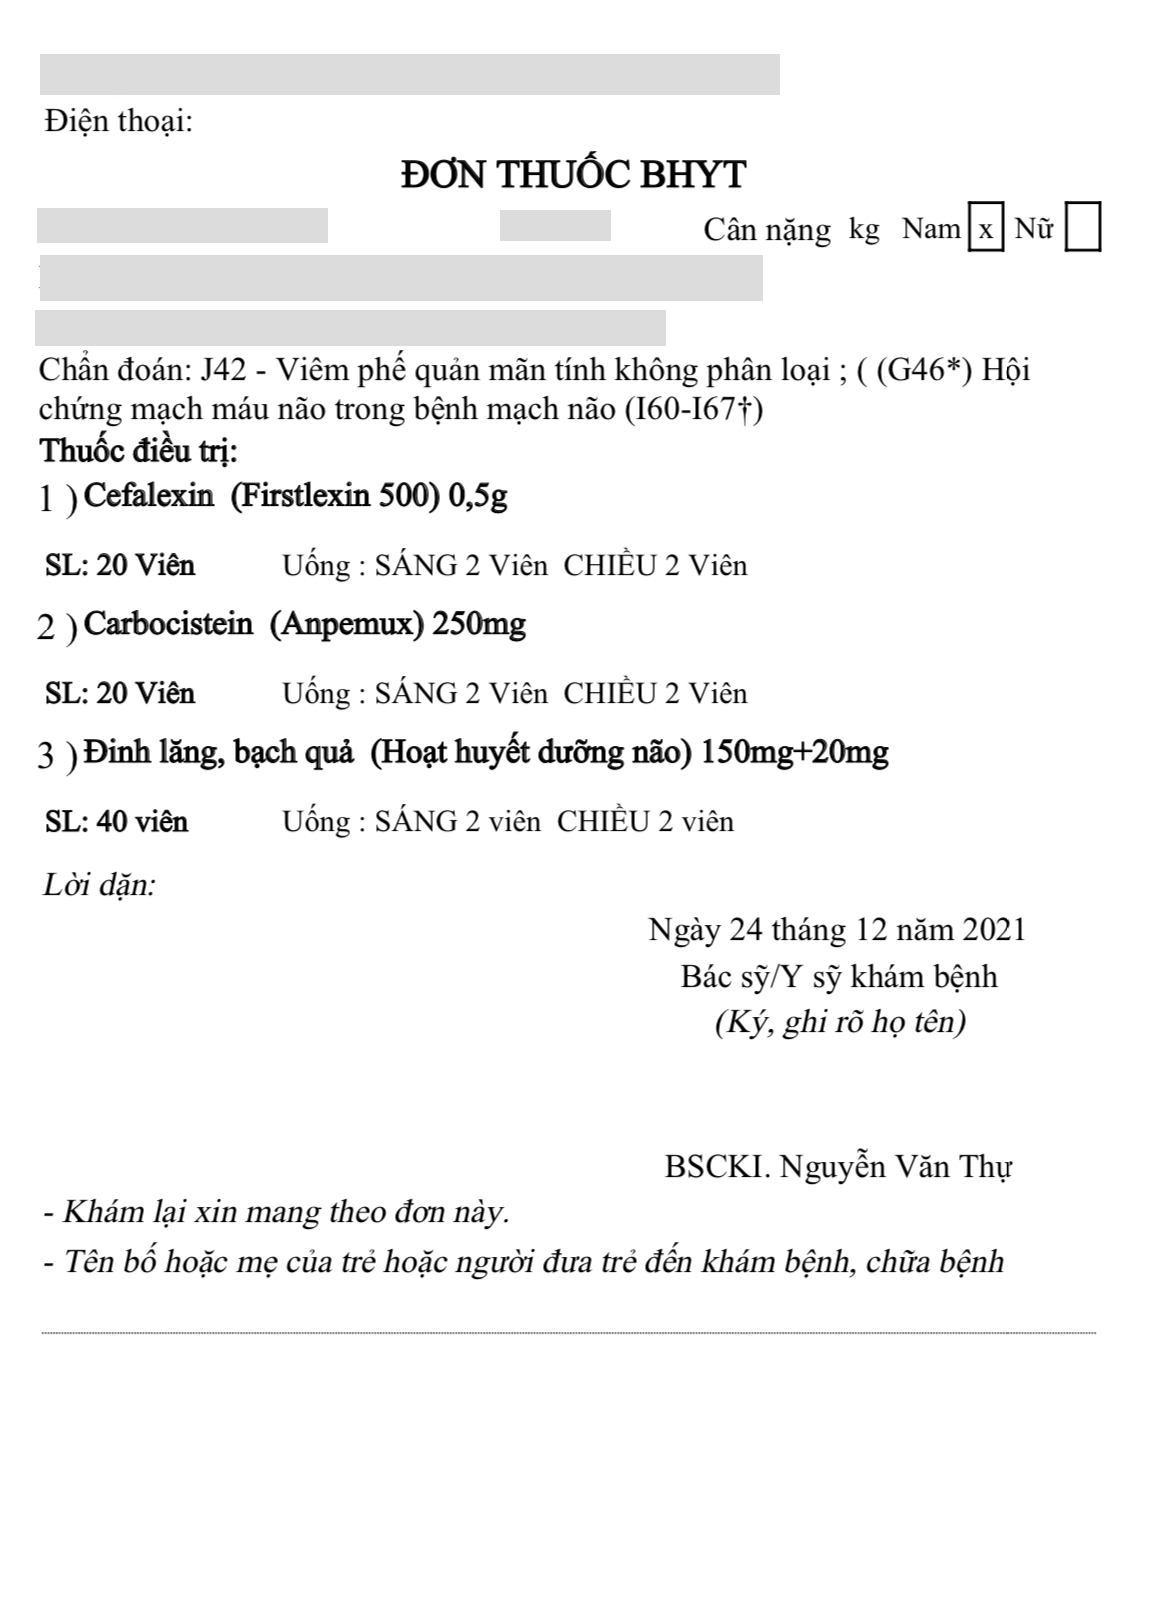 Điện thoại:
ĐƠN THUỐC BHYT
Cân nặng kg Nam x Nữ
Chẩn đoán: J42 - Viêm phế quản mãn tính không phân loại ; ( (G46*) Hội
chứng mạch máu não trong bệnh mạch não (I60-I67†)
Thuốc điều trị:
1 ) Cefalexin (Firstlexin 500) 0,5g
SL: 20 Viên Uống : SÁNG 2 Viên CHIỀU 2 Viên
2 ) Carbocistein (Anpemux) 250mg
SL: 20 Viên Uống : SÁNG 2 Viên CHIỀU 2 Viên
3 ) Đinh lăng, bạch quả (Hoạt huyết dưỡng não) 150mg+20mg
SL: 40 viên Uống : SÁNG 2 viên CHIỀU 2 viên
Lời dặn:
Ngày 24 tháng 12 năm 2021
Bác sỹ/Y sỹ khám bệnh
(Ký, ghi rõ họ tên)
BSCKI. Nguyễn Văn Thự
- Khám lại xin mang theo đơn này.
- Tên bố hoặc mẹ của trẻ hoặc người đưa trẻ đến khám bệnh, chữa bệnh